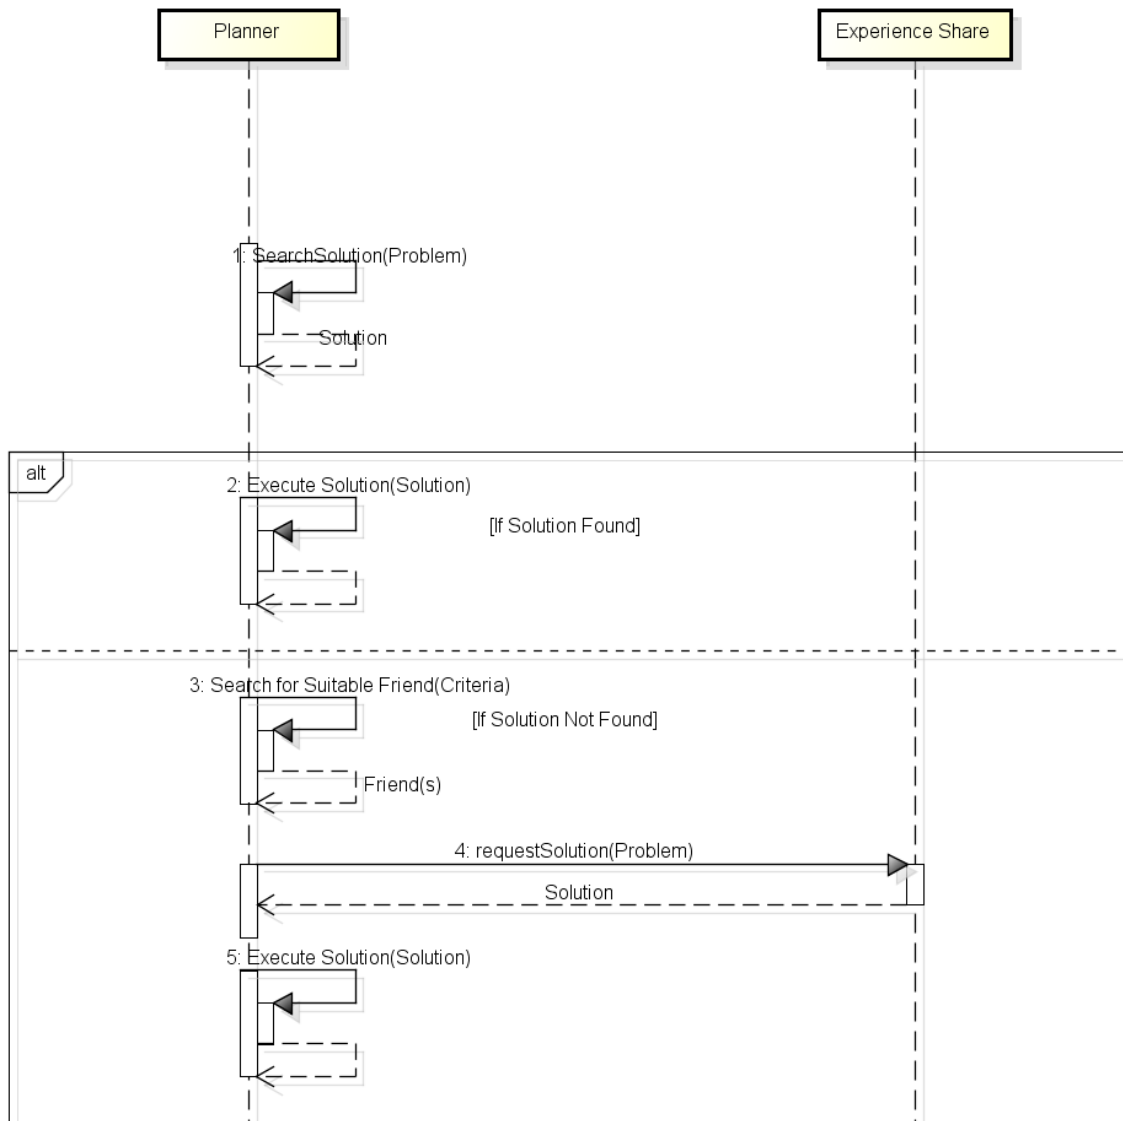 Planner
Experience Share
1: SearchSolution(Problem)
Solution
alt
2: Execute Solution(Solution)
[If Solution Found]
3: Search for Suitable Friend(Criteria)
[If Solution Not Found]
Friend(s)
4: requestSolution(Problem)
Solution
5: Execute Solution(Solution)